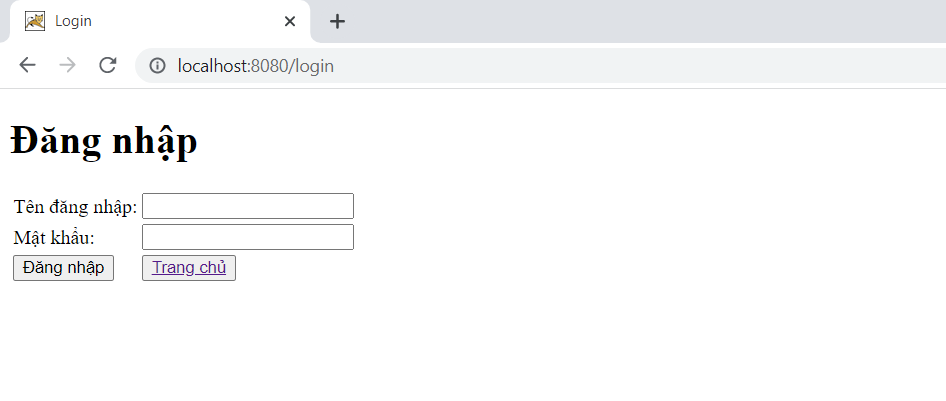 Login
localhost:8080/login
Đăng nhập
Tên đăng nhập:
Mật khẩu:
Đăng nhập Trang chủ